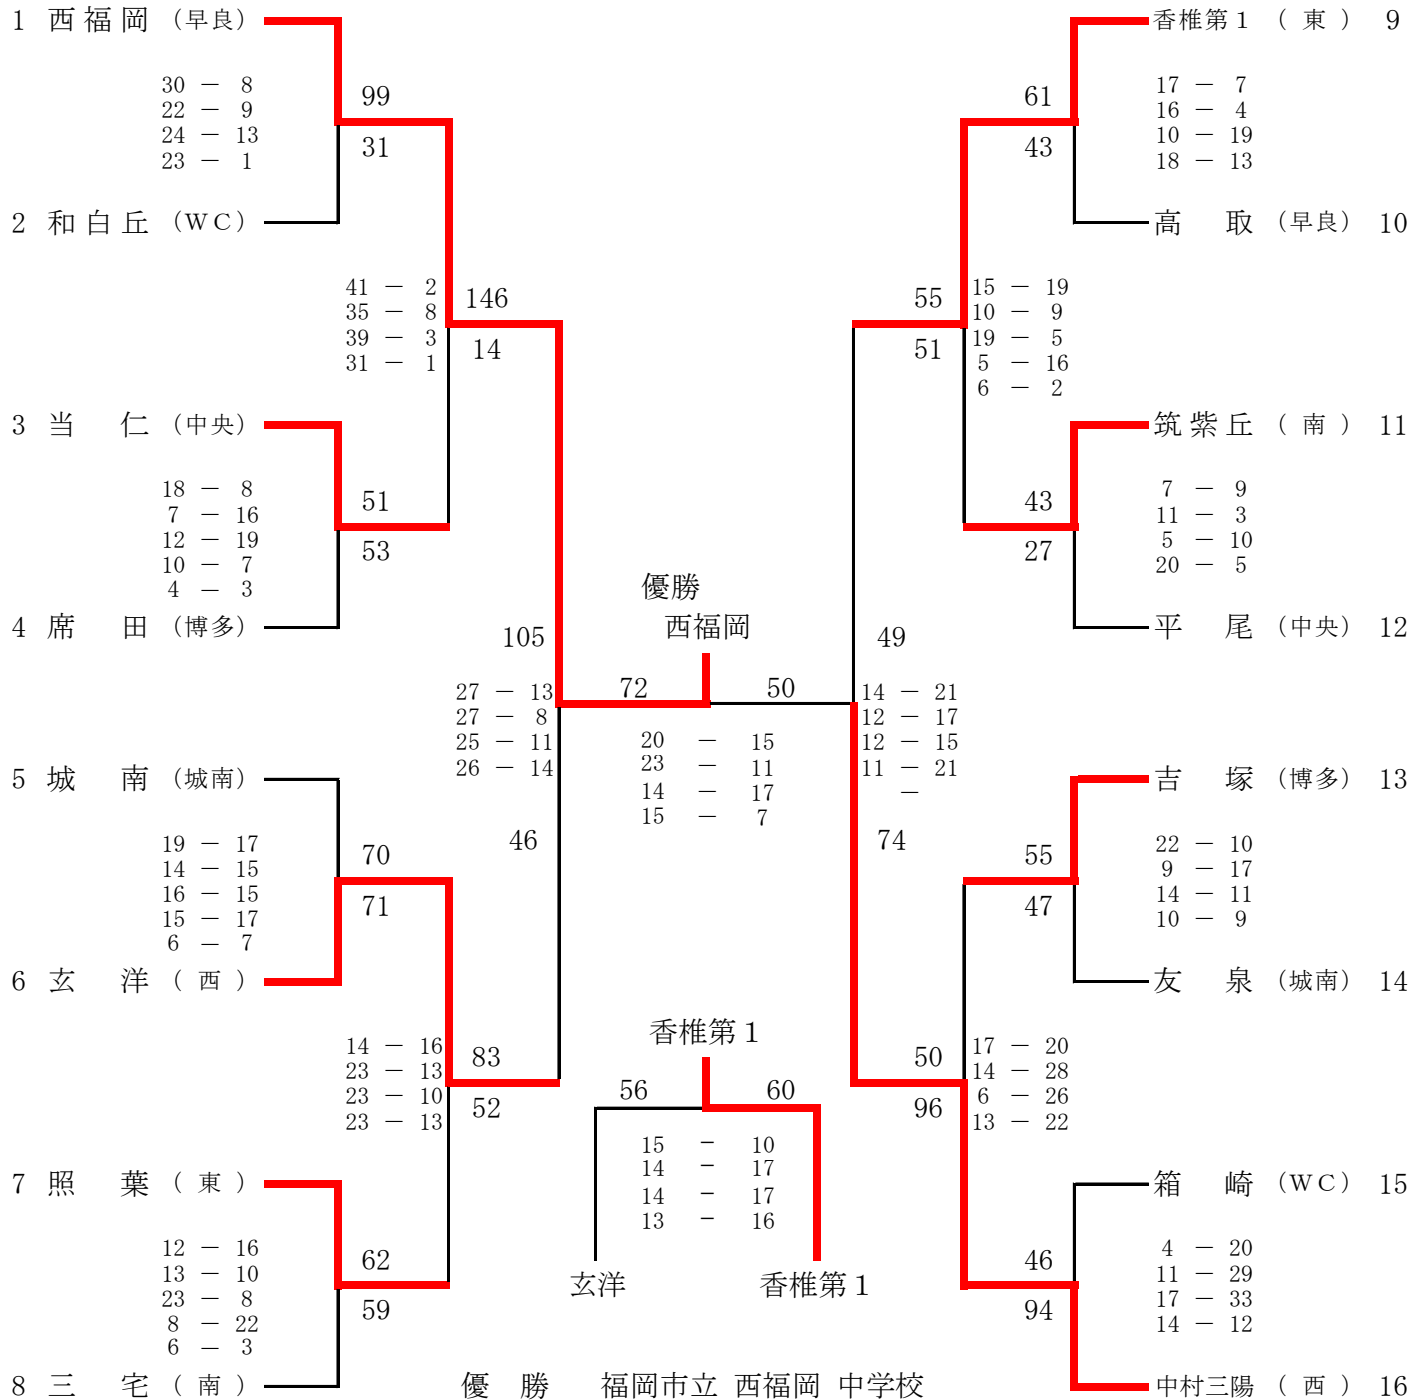 1 西福岡 (早良)
30 － 8
22 － 9
24 － 13
23 － 1
99
31
2 和白丘 (ＷＣ)
41 － 2
35 － 8
39 － 3
31 － 1
146
14
3 当　仁 (中央)
18 － 8
7 － 16
12 － 19
10 － 7
4 － 3
51
53
4 席　田 (博多)
105
27 － 13
27 － 8
25 － 11
26 － 14
46
5 城　南 (城南)
19 － 17
14 － 15
16 － 15
15 － 17
6 － 7
70
71
6 玄　洋 ( 西 )
14 － 16
23 － 13
23 － 10
23 － 13
83
52
7 照　葉 ( 東 )
12 － 16
13 － 10
23 － 8
8 － 22
6 － 3
62
59
8 三　宅 ( 南 )
優勝
西福岡
72 50
20 － 15
23 － 11
14 － 17
15 － 7
香椎第１
56 60
15 － 10
14 － 17
14 － 17
13 － 16
玄洋 香椎第１
優　勝　福岡市立 西福岡 中学校
香椎第１ ( 東 ) 9
61
43
17 － 7
16 － 4
10 － 19
18 － 13
高　取 (早良) 10
55
51
15 － 19
10 － 9
19 － 5
5 － 16
6 － 2
筑紫丘 ( 南 ) 11
43
27
7 － 9
11 － 3
5 － 10
20 － 5
平　尾 (中央) 12
49
14 － 21
12 － 17
12 － 15
11 － 21
－
74
吉　塚 (博多) 13
55
47
22 － 10
9 － 17
14 － 11
10 － 9
友　泉 (城南) 14
50
96
17 － 20
14 － 28
6 － 26
13 － 22
箱　崎 (ＷＣ) 15
46
94
4 － 20
11 － 29
17 － 33
14 － 12
中村三陽 ( 西 ) 16